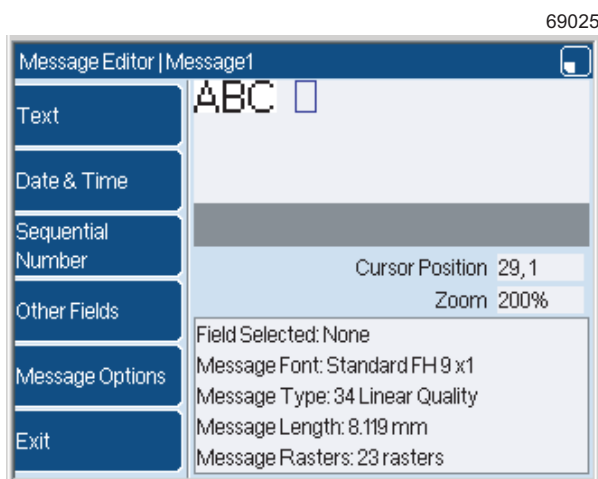 69025
Message Editor | Message1
ABC
Text
Date & Time
Sequential
Number
Other Fields
Message Options
Exit
Cursor Position 29,1
Zoom 200%
Field Selected: None
Message Font: Standard FH 9 x1
Message Type: 34 Linear Quality
Message Length: 8.119 mm
Message Rasters: 23 rasters